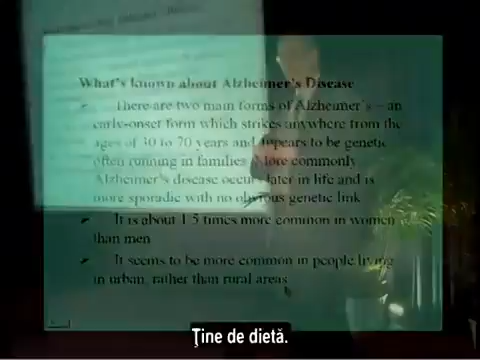 What's known about Alzheimer's Disease
There are two main forms of Alzheimer's – an
early-onset form which strikes anywhere from the
ages of 30 to 70 years and appears to be genetic
often running in families. More commonly
Alzheimer's disease occurs later in life and is
more sporadic with no obvious genetic link
It is about 1.5 times more common in women
than men
It seems to be more common in people living
in urban, rather than rural areas
Ţine de dietă.